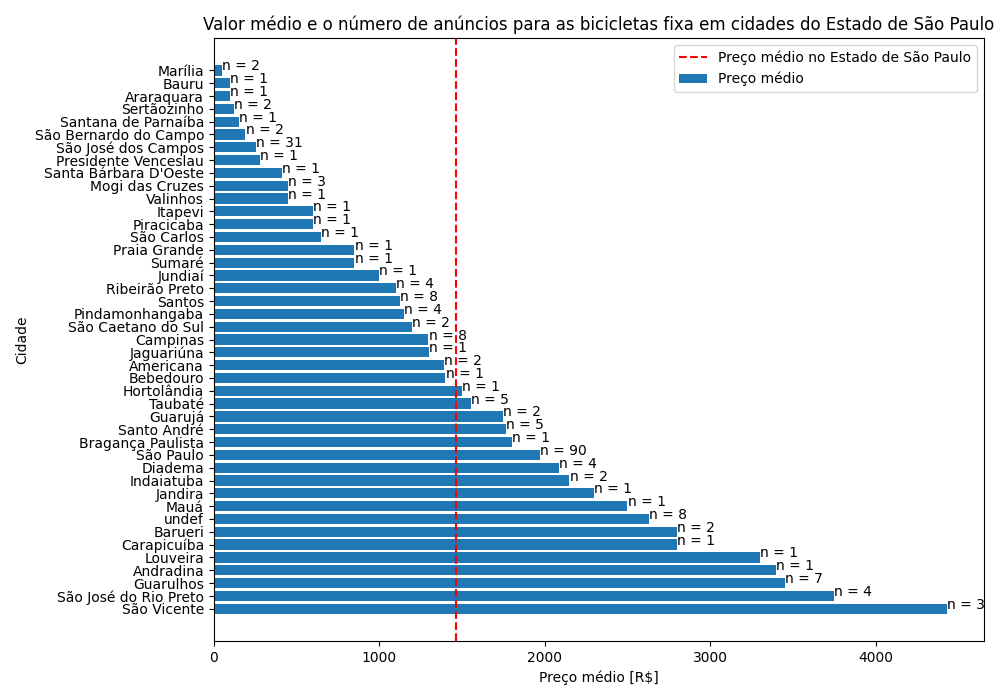 Valor médio e o número de anúncios para as bicicletas fixa em cidades do Estado de São Paulo
Preço médio no Estado de São Paulo
Preço médio
Cidade
Marília n = 2
Bauru n = 1
Araraquara n = 1
Sertãozinho n = 2
Santana de Parnaíba n = 1
São Bernardo do Campo n = 2
São José dos Campos n = 31
Presidente Venceslau n = 1
Santa Bárbara D'Oeste n = 1
Mogi das Cruzes n = 3
Valinhos n = 1
Itapevi n = 1
Piracicaba n = 1
São Carlos n = 1
Praia Grande n = 1
Sumaré n = 1
Jundiaí n = 1
Ribeirão Preto n = 4
Santos n = 8
Pindamonhangaba n = 4
São Caetano do Sul n = 2
Campinas n = 8
Jaguariúna n = 1
Americana n = 2
Bebedouro n = 1
Hortolândia n = 1
Taubaté n = 5
Guarujá n = 2
Santo André n = 5
Bragança Paulista n = 1
São Paulo n = 90
Diadema n = 4
Indaiatuba n = 2
Jandira n = 1
Mauá n = 1
undef n = 8
Barueri n = 2
Carapicuíba n = 1
Louveira n = 1
Andradina n = 1
Guarulhos n = 7
São José do Rio Preto n = 4
São Vicente n = 3
0 1000 2000 3000 4000
Preço médio [R$]